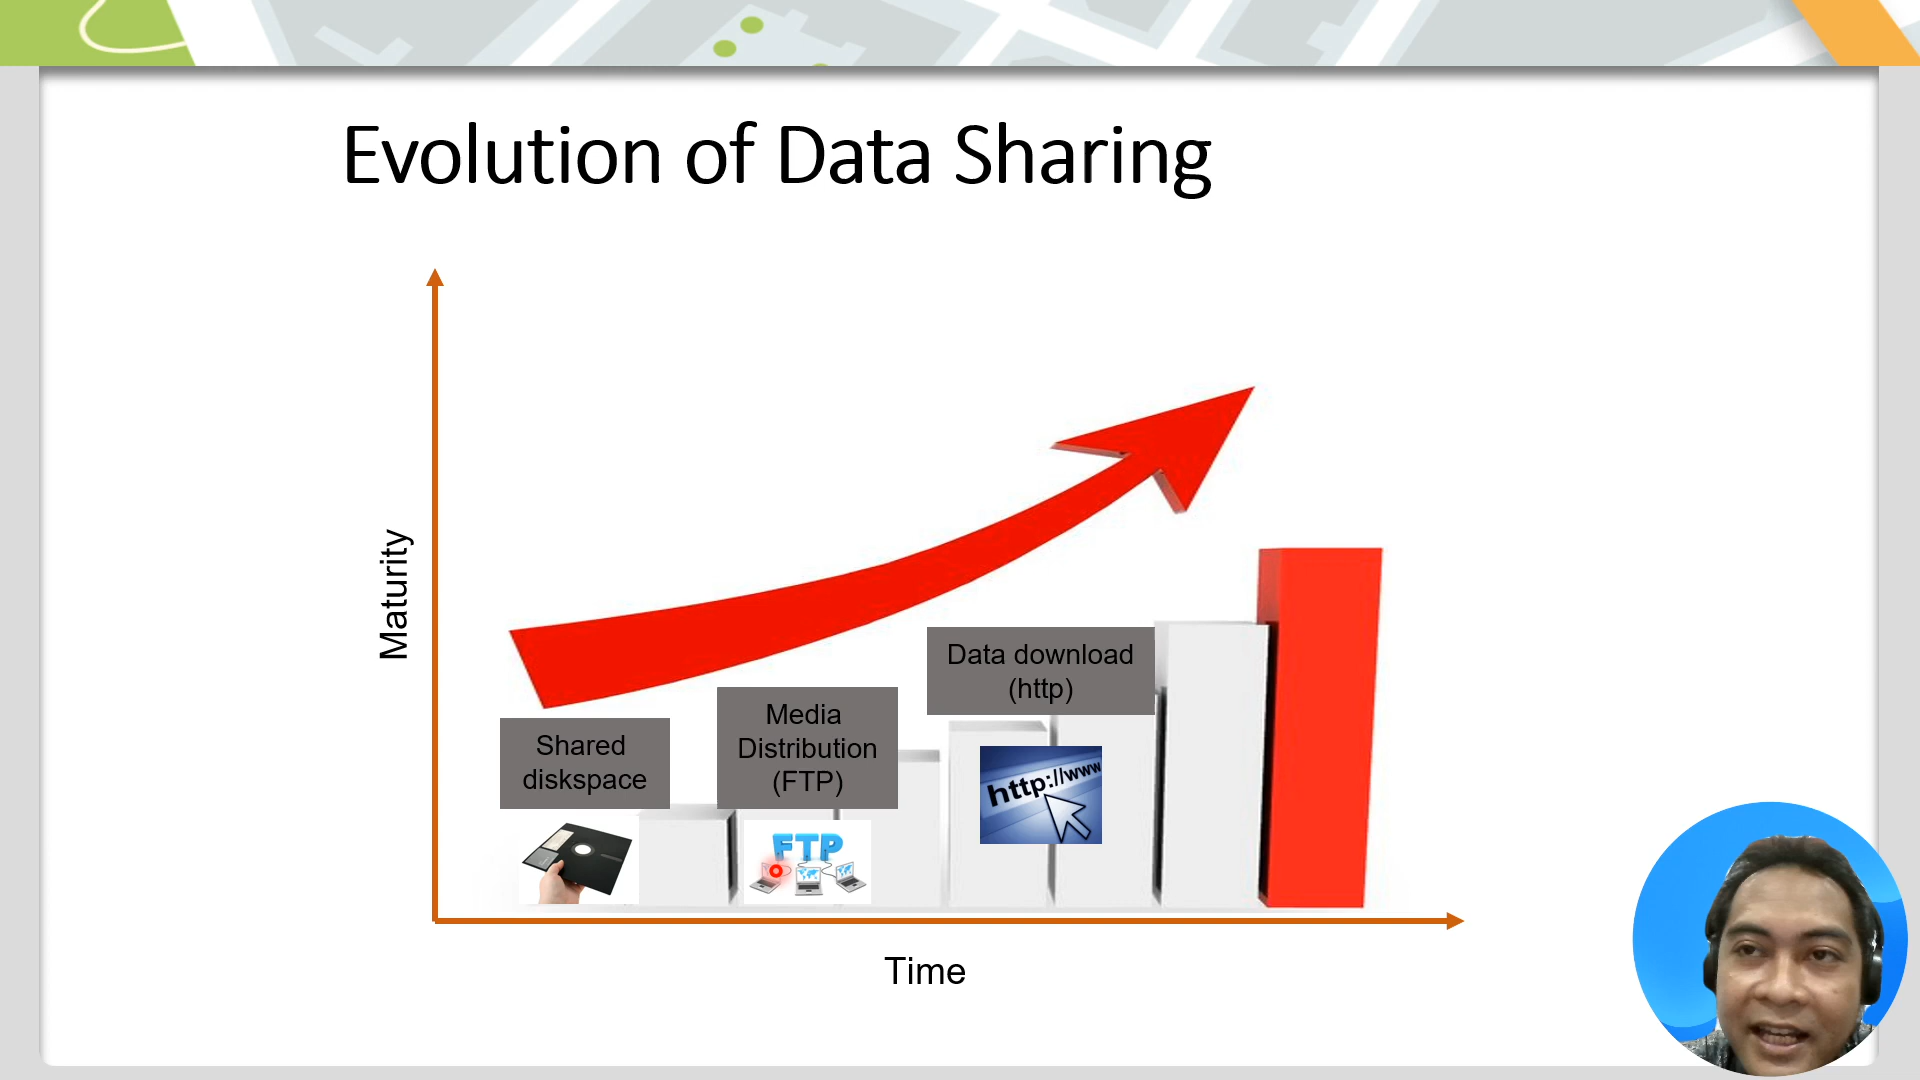 Evolution of Data Sharing
Maturity
Shared
diskspace
Media
Distribution
(FTP)
Data download
(http)
FTP
http://www
Time